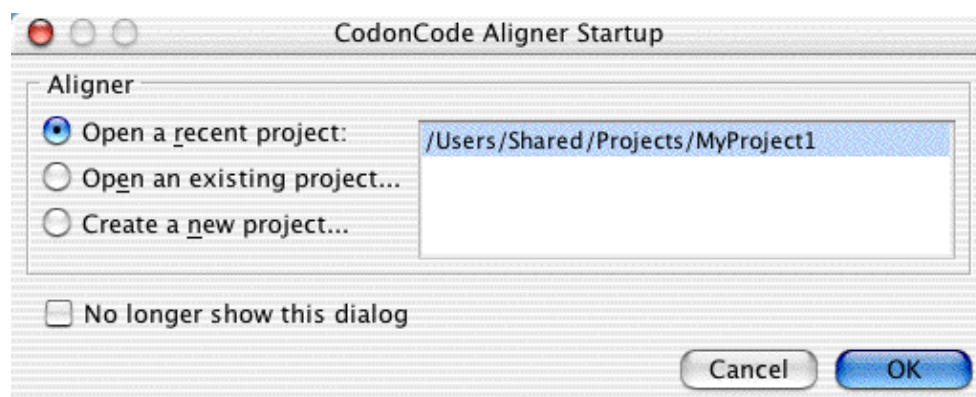 CodonCode Aligner Startup
Aligner
Open a recent project:
/Users/Shared/Projects/MyProject1
Open an existing project...
Create a new project...
No longer show this dialog
Cancel
OK